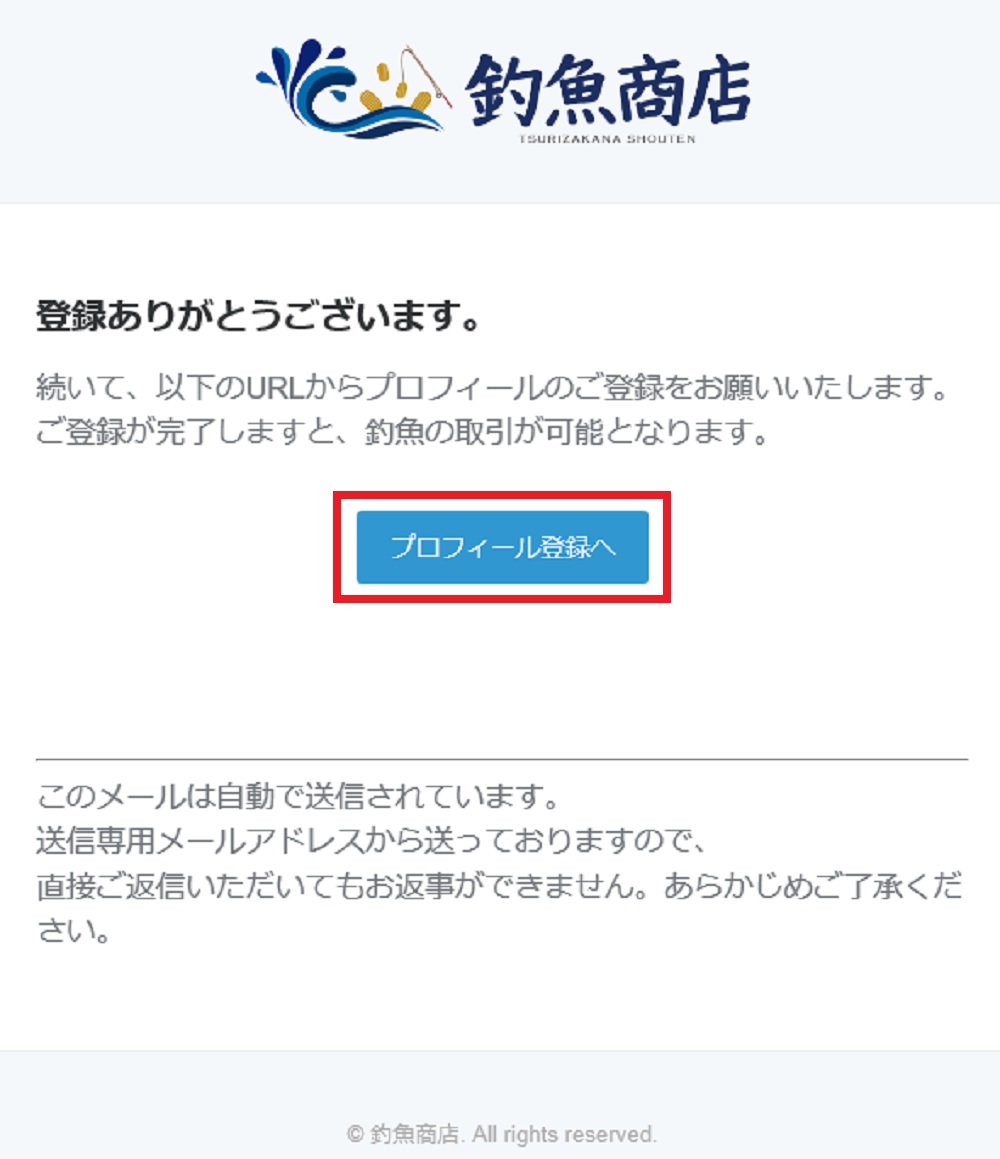 釣魚商店
TSURIZAKANA SHOUTEN
登録ありがとうございます。
続いて、以下のURLからプロフィールのご登録をお願いいたします。
ご登録が完了しますと、釣魚の取引が可能となります。
プロフィール登録へ
このメールは自動で送信されています。
送信専用メールアドレスから送っておりますので、
直接ご返信いただいてもお返事ができません。あらかじめご了承くだ
さい。
© 釣魚商店. All rights reserved.